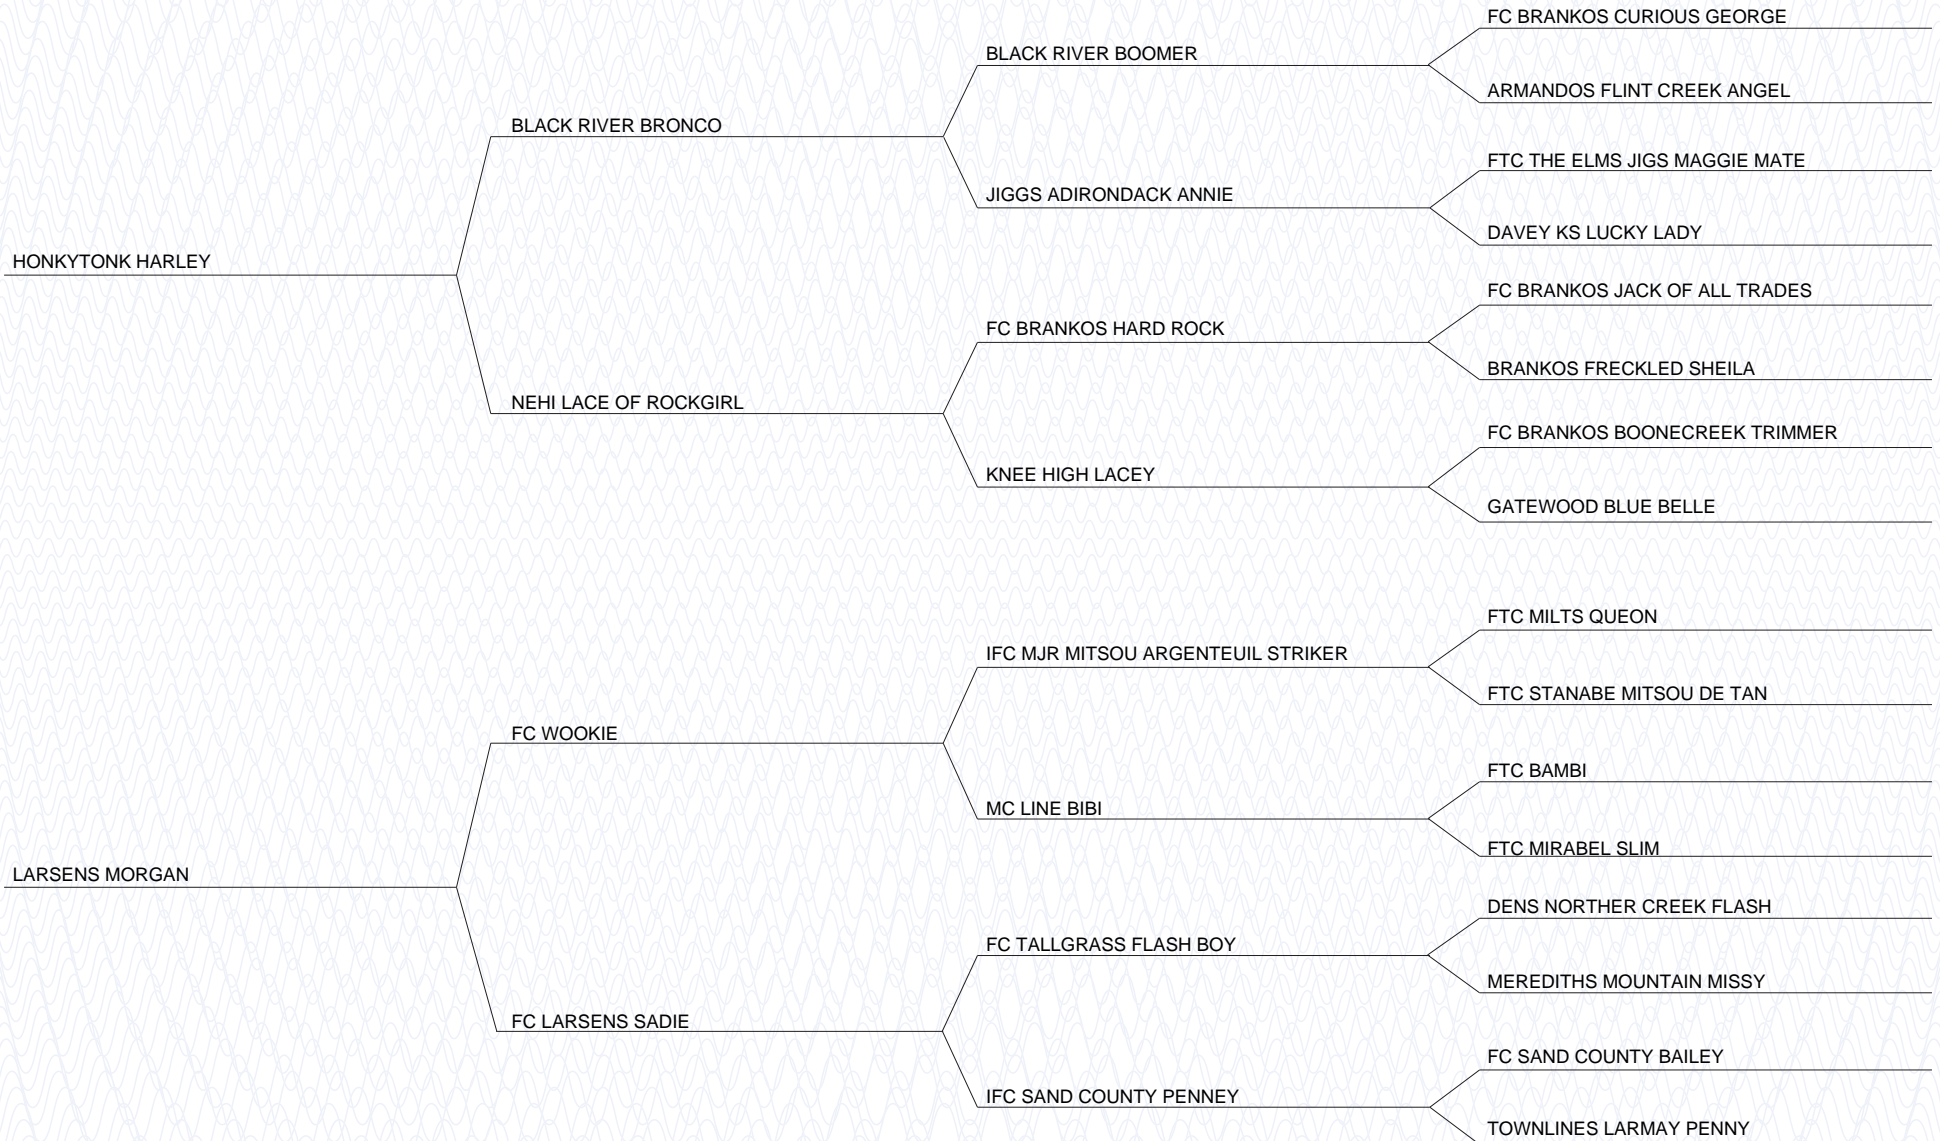 FC BRANKOS CURIOUS GEORGE
BLACK RIVER BOOMER
ARMANDOS FLINT CREEK ANGEL
BLACK RIVER BRONCO
FTC THE ELMS JIGS MAGGIE MATE
JIGGS ADIRONDACK ANNIE
DAVEY KS LUCKY LADY
HONKYTONK HARLEY
FC BRANKOS JACK OF ALL TRADES
FC BRANKOS HARD ROCK
BRANKOS FRECKLED SHEILA
NEHI LACE OF ROCKGIRL
FC BRANKOS BOONECREEK TRIMMER
KNEE HIGH LACEY
GATEWOOD BLUE BELLE
FTC MILTS QUEON
IFC MJR MITSOU ARGENTEUIL STRIKER
FTC STANABE MITSOU DE TAN
FC WOOKIE
FTC BAMBI
MC LINE BIBI
FTC MIRABEL SLIM
LARSENS MORGAN
DENS NORTHER CREEK FLASH
FC TALLGRASS FLASH BOY
MEREDITHS MOUNTAIN MISSY
FC LARSENS SADIE
FC SAND COUNTY BAILEY
IFC SAND COUNTY PENNEY
TOWNLINES LARMAY PENNY